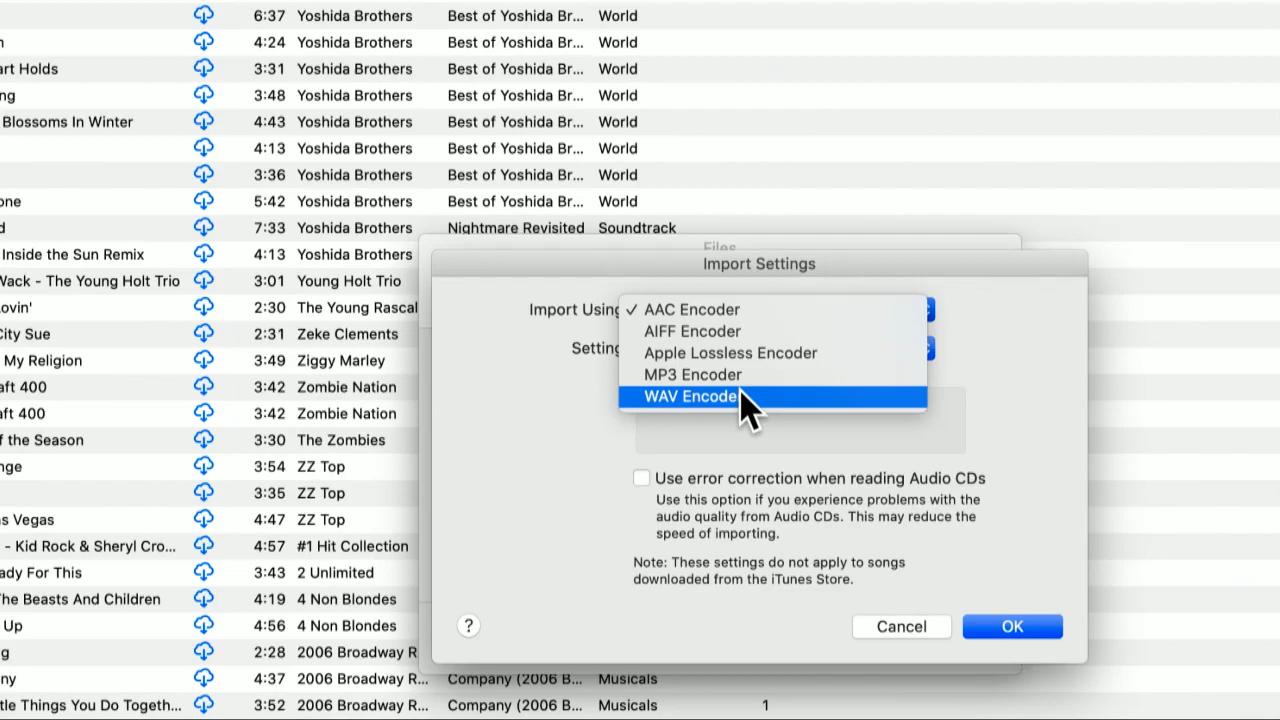 6:37 Yoshida Brothers Best of Yoshida Br... World
n 4:24 Yoshida Brothers Best of Yoshida Br... World
art Holds 3:31 Yoshida Brothers Best of Yoshida Br... World
ng 3:48 Yoshida Brothers Best of Yoshida Br... World
Blossoms In Winter 4:43 Yoshida Brothers Best of Yoshida Br... World
4:13 Yoshida Brothers Best of Yoshida Br... World
3:36 Yoshida Brothers Best of Yoshida Br... World
one 5:42 Yoshida Brothers Best of Yoshida Br... World
d 7:33 Yoshida Brothers Nightmare Revisited Soundtrack
Inside the Sun Remix 4:13 Yoshida Brothers
Wack - The Young Holt Trio 3:01 Young Holt Trio
ovin' 2:30 The Young Rascal
City Sue 2:31 Zeke Clements
My Religion 3:49 Ziggy Marley
aft 400 3:42 Zombie Nation
aft 400 3:42 Zombie Nation
f the Season 3:30 The Zombies
nge 3:54 ZZ Top
3:35 ZZ Top
as Vegas 4:47 ZZ Top
- Kid Rock & Sheryl Cro... 4:57 #1 Hit Collection
ady For This 3:43 2 Unlimited
The Beasts And Children 4:19 4 Non Blondes
Up 4:56 4 Non Blondes
g 2:28 2006 Broadway R
ny 4:37 2006 Broadway R... Company (2006 B... Musicals
tle Things You Do Togeth... 3:52 2006 Broadway R... Company (2006 B... Musicals 1
Files
Import Settings
Import Using
✓ AAC Encoder
AIFF Encoder
Apple Lossless Encoder
MP3 Encoder
WAV Encode
Setting
Use error correction when reading Audio CDs
Use this option if you experience problems with the
audio quality from Audio CDs. This may reduce the
speed of importing.
Note: These settings do not apply to songs
downloaded from the iTunes Store.
? Cancel OK